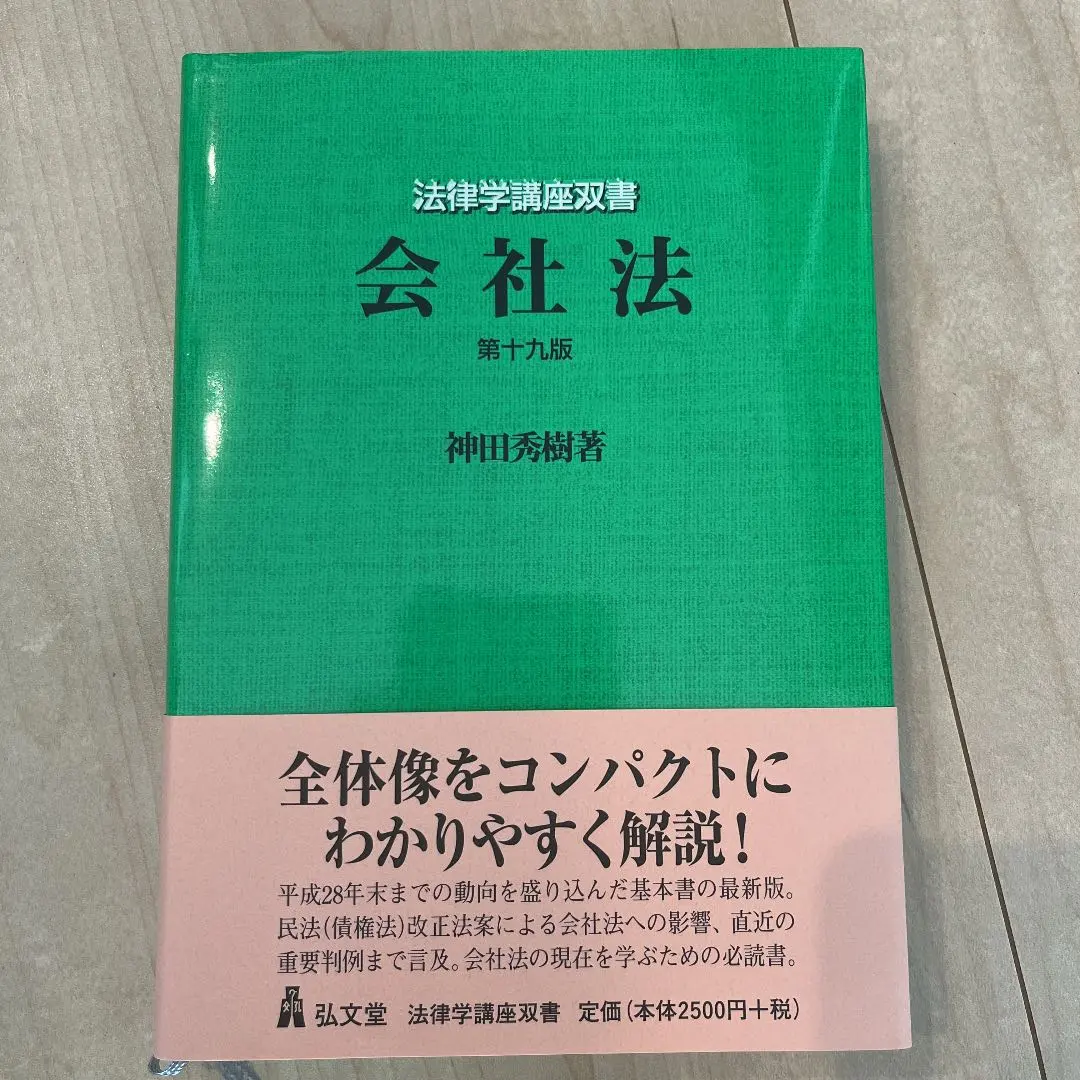 法律学講座双書
会社法
第十九版
神田秀樹著
全体像をコンパクトに
わかりやすく解説!
平成28年末までの動向を盛り込んだ基本書の最新版。
民法(債権法)改正法案による会社法への影響、直近の
重要判例まで言及。会社法の現在を学ぶための必読書。
弘文堂 法律学講座双書 定価(本体2500円+税)